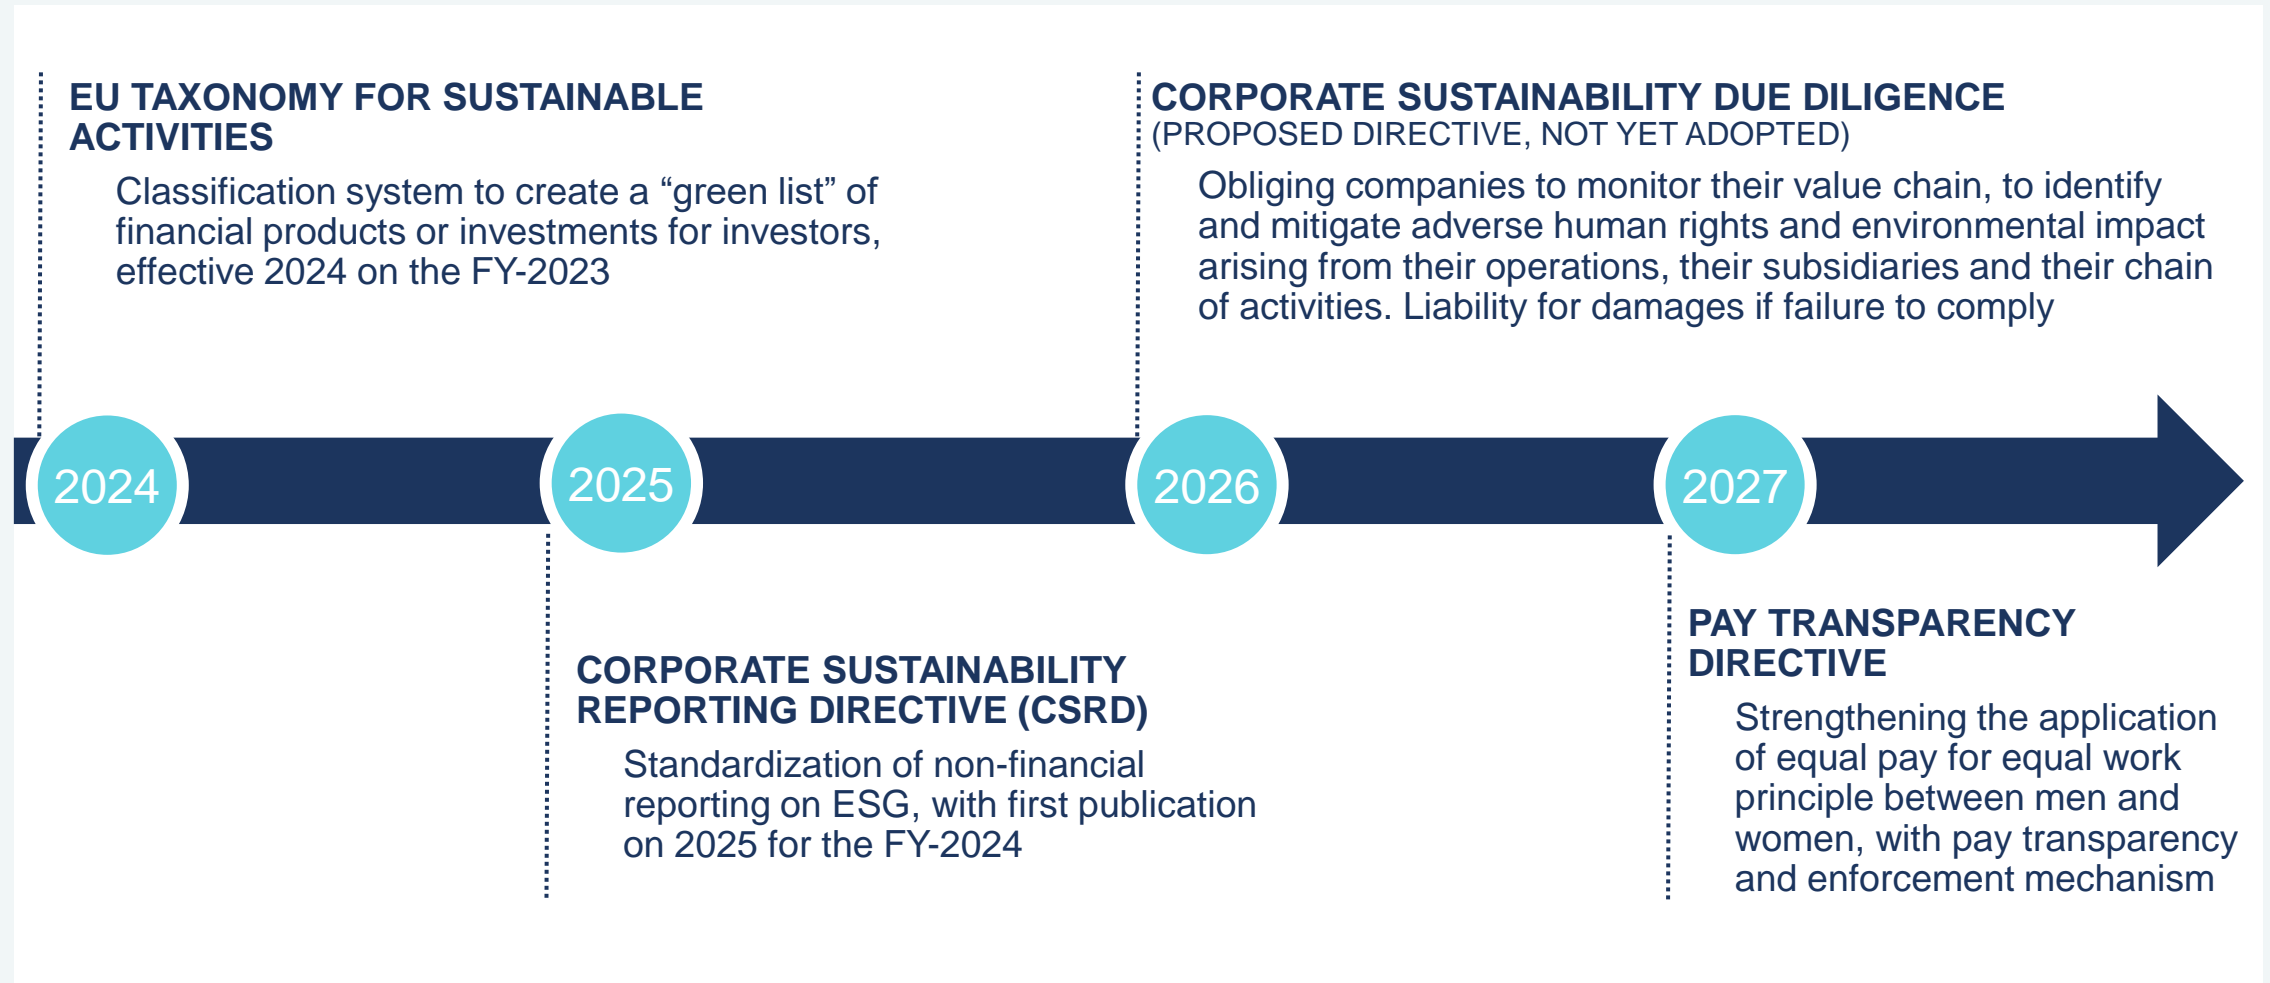 EU TAXONOMY FOR SUSTAINABLE
ACTIVITIES
Classification system to create a “green list” of
financial products or investments for investors,
effective 2024 on the FY-2023
CORPORATE SUSTAINABILITY DUE DILIGENCE
(PROPOSED DIRECTIVE, NOT YET ADOPTED)
Obliging companies to monitor their value chain, to identify
and mitigate adverse human rights and environmental impact
arising from their operations, their subsidiaries and their chain
of activities. Liability for damages if failure to comply
2024
2025
2026
2027
CORPORATE SUSTAINABILITY
REPORTING DIRECTIVE (CSRD)
Standardization of non-financial
reporting on ESG, with first publication
on 2025 for the FY-2024
PAY TRANSPARENCY
DIRECTIVE
Strengthening the application
of equal pay for equal work
principle between men and
women, with pay transparency
and enforcement mechanism